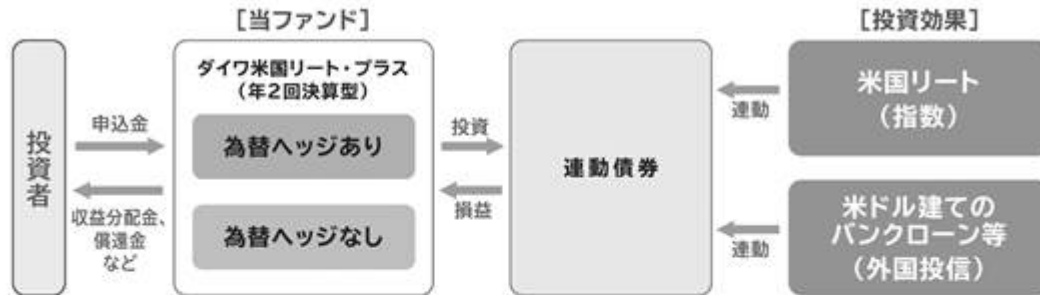 [当ファンド]
[投資効果]
投資者
申込金
収益分配金、
償還金
など
ダイワ米国リート・プラス
(年2回決算型)
為替ヘッジあり
為替ヘッジなし
投資
損益
連動債券
連動
連動
米国リート
(指数)
米ドル建ての
バンクローン等
(外国投信)